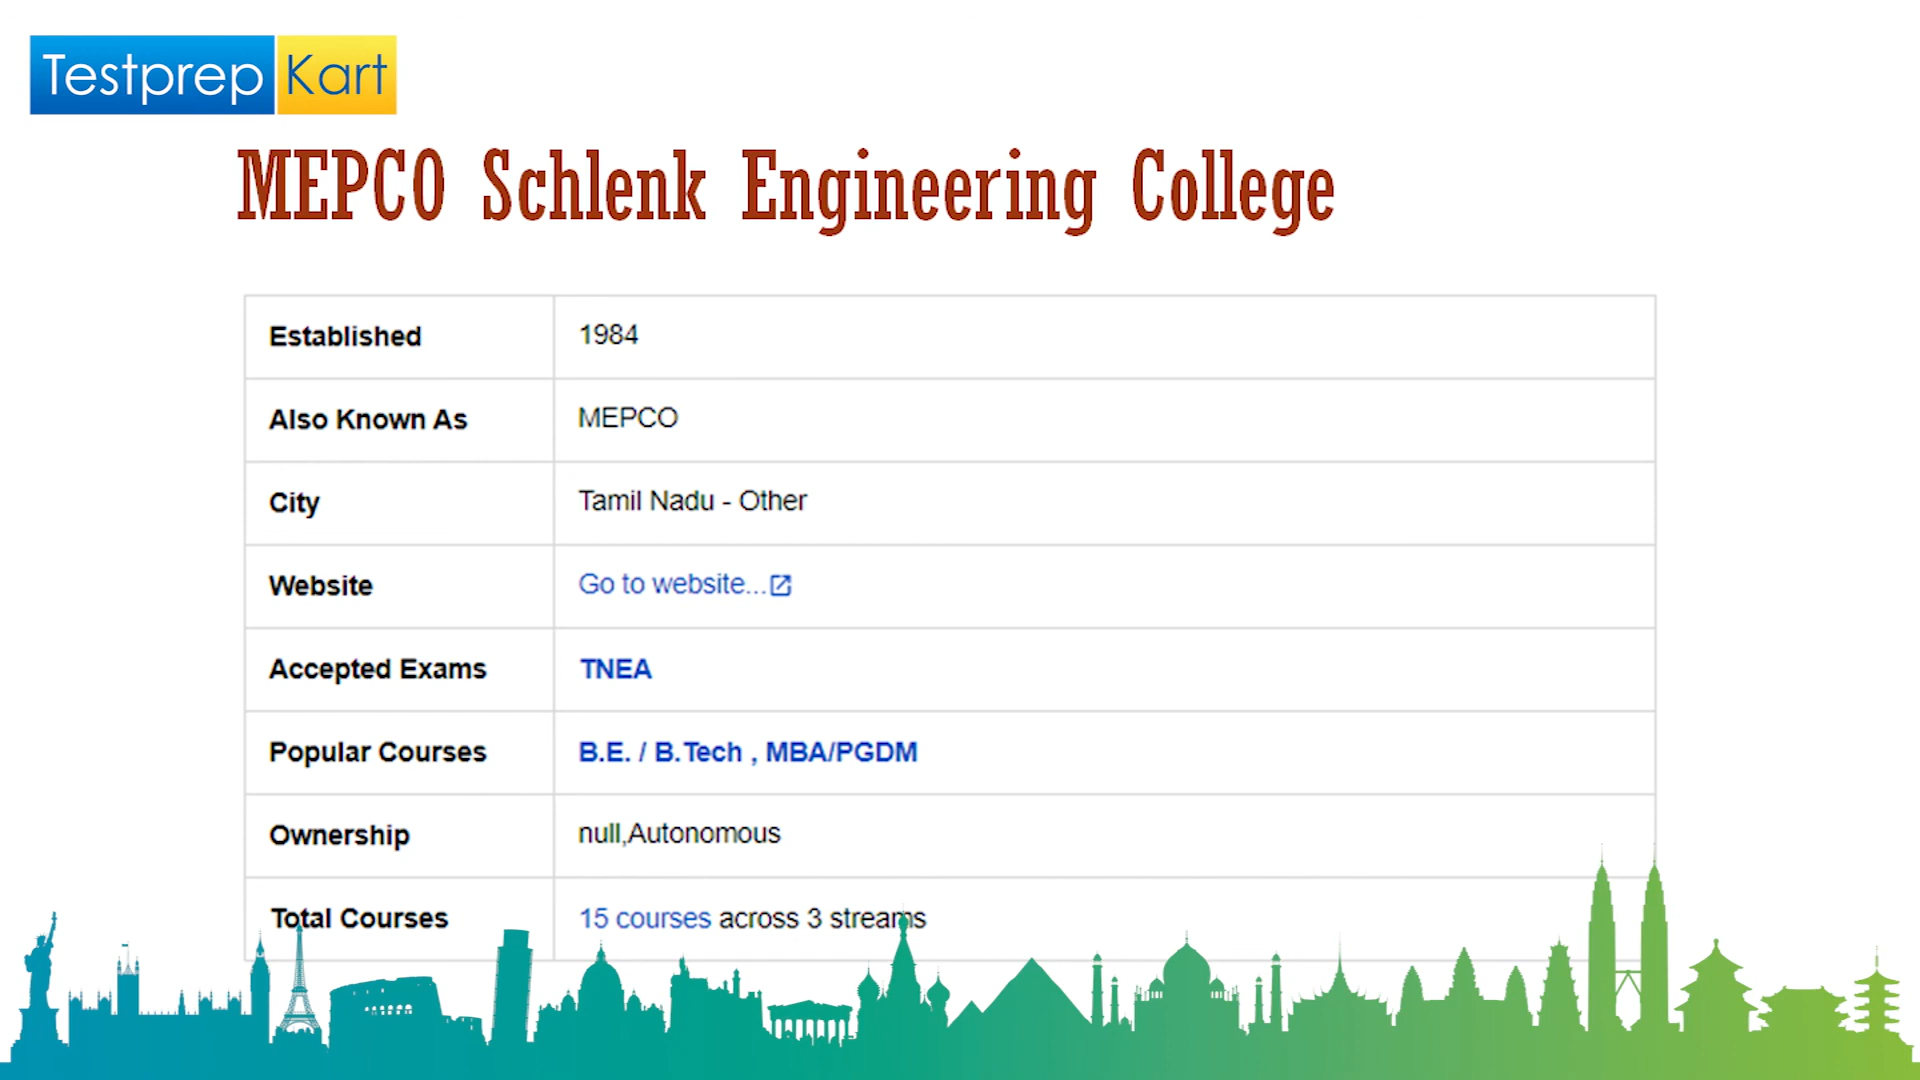 Testprep Kart
MEPCO Schlenk Engineering College
Established 1984
Also Known As MEPCO
City Tamil Nadu - Other
Website Go to website...
Accepted Exams TNEA
Popular Courses B.E. / B.Tech , MBA/PGDM
Ownership null,Autonomous
Total Courses 15 courses across 3 streams